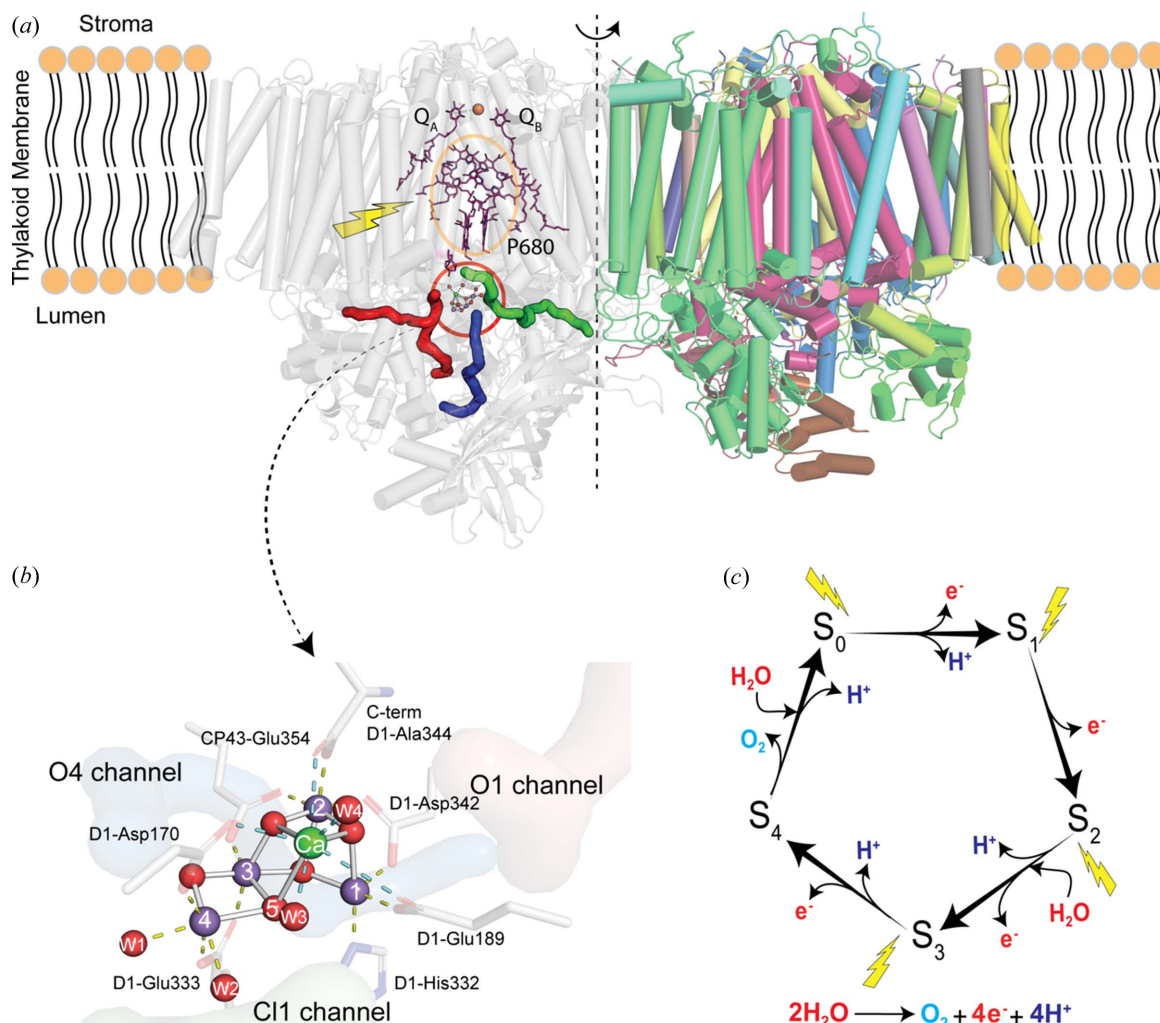 (a)
Stroma
Thylakoid Membrane
Lumen
Q_A
Q_B
P680
(b)
C-term
D1-Ala344
CP43-Glu354
O4 channel
O1 channel
D1-Asp342
D1-Asp170
2
W4
Ca
3
1
5
W3
4
W1
D1-Glu189
D1-Glu333
W2
D1-His332
Cl1 channel
(c)
S₀
e⁻
H⁺
S₁
H₂O
H⁺
O₂
e⁻
S₄
S₂
H⁺
H⁺
e⁻
e⁻
H₂O
S₃
2H₂O → O₂ + 4e⁻ + 4H⁺